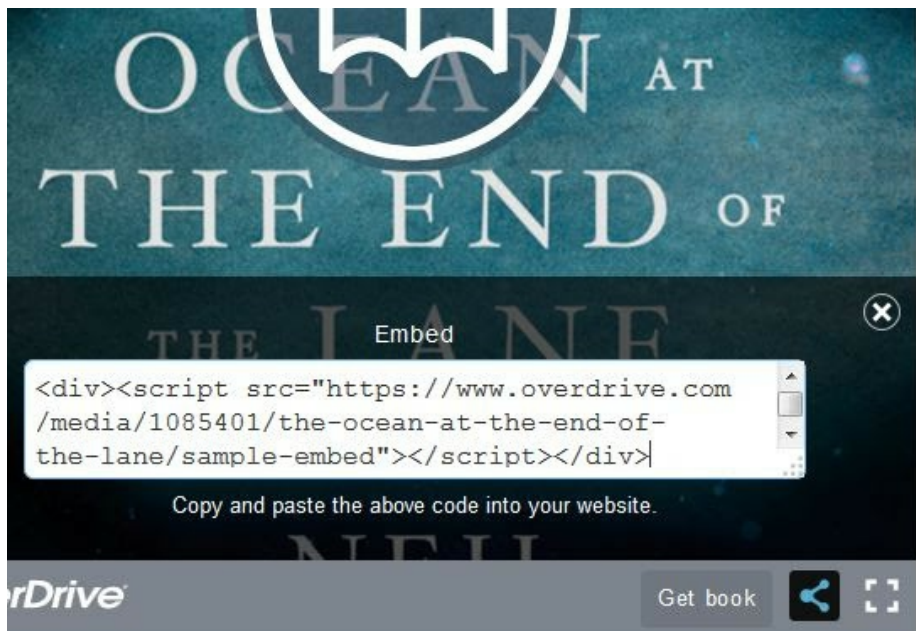 OCEAN AT
THE END OF
THE LANE
Embed
<div><script src="https://www.overdrive.com
/media/1085401/the-ocean-at-the-end-of-
the-lane/sample-embed"></script></div>
Copy and paste the above code into your website.
NEIL
rDrive
Get book